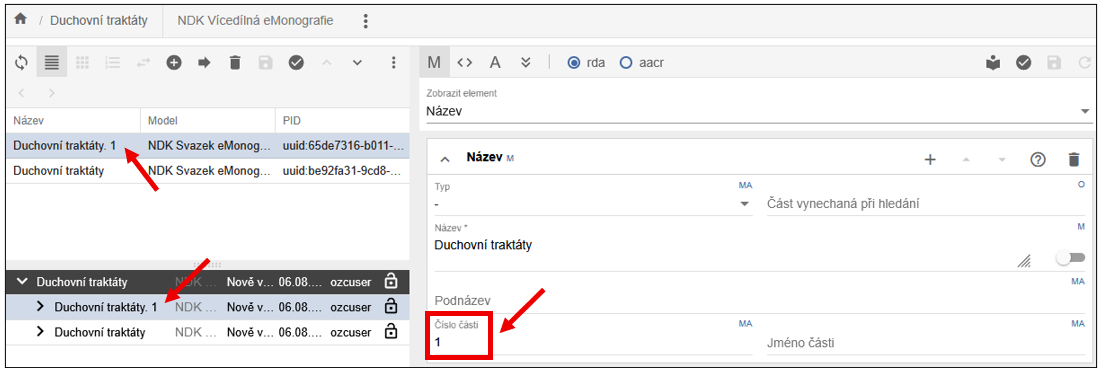 / Duchovní traktáty NDK Vícedílná eMonografie
M <> A rda aacr
Zobrazit element
Název
Název Model PID
Duchovní traktáty. 1 NDK Svazek eMonog... uuid:65de7316-b011-...
Duchovní traktáty NDK Svazek eMonog... uuid:be92fa31-9cd8-...
Název M
Typ MA
-
O
Část vynechaná při hledání
Název * M
Duchovní traktáty
MA
Podnázev
Číslo části MA
1
MA
Jméno části
Duchovní traktáty NDK ... Nově v... 06.08.... ozcuser
Duchovní traktáty. 1 NDK ... Nově v... 06.08.... ozcuser
Duchovní traktáty NDK ... Nově v... 06.08.... ozcuser